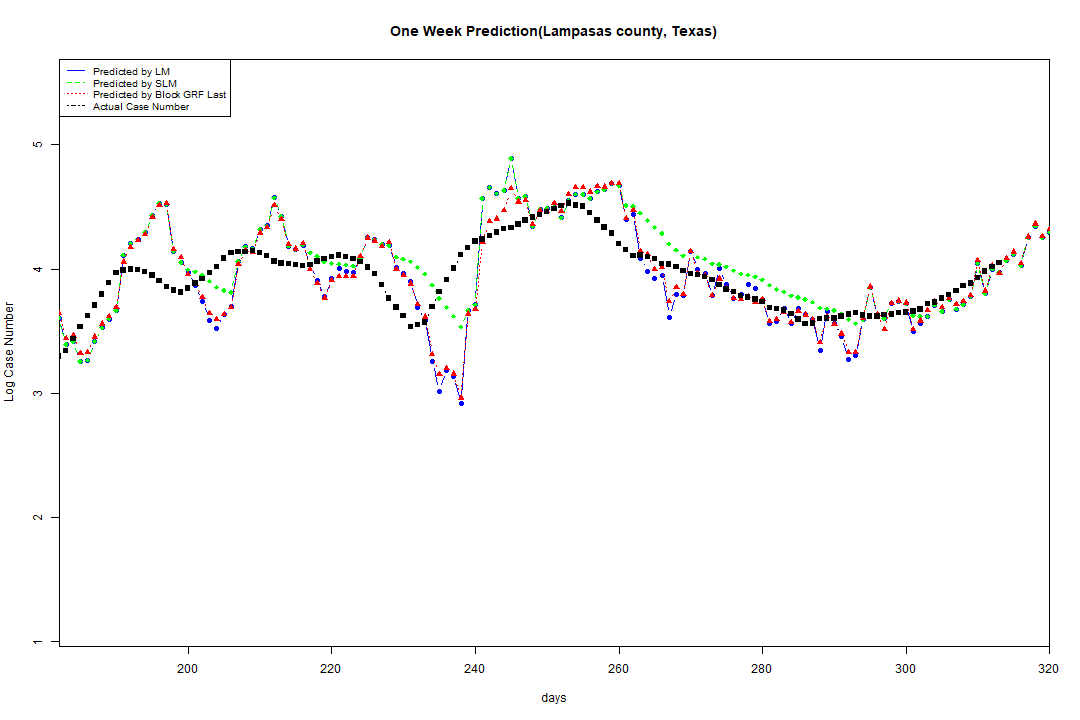 One Week Prediction(Lampasas county, Texas)
Predicted by LM
Predicted by SLM
Predicted by Block GRF Last
Actual Case Number
5
4
3
2
1
Log Case Number
200 220 240 260 280 300 320
days